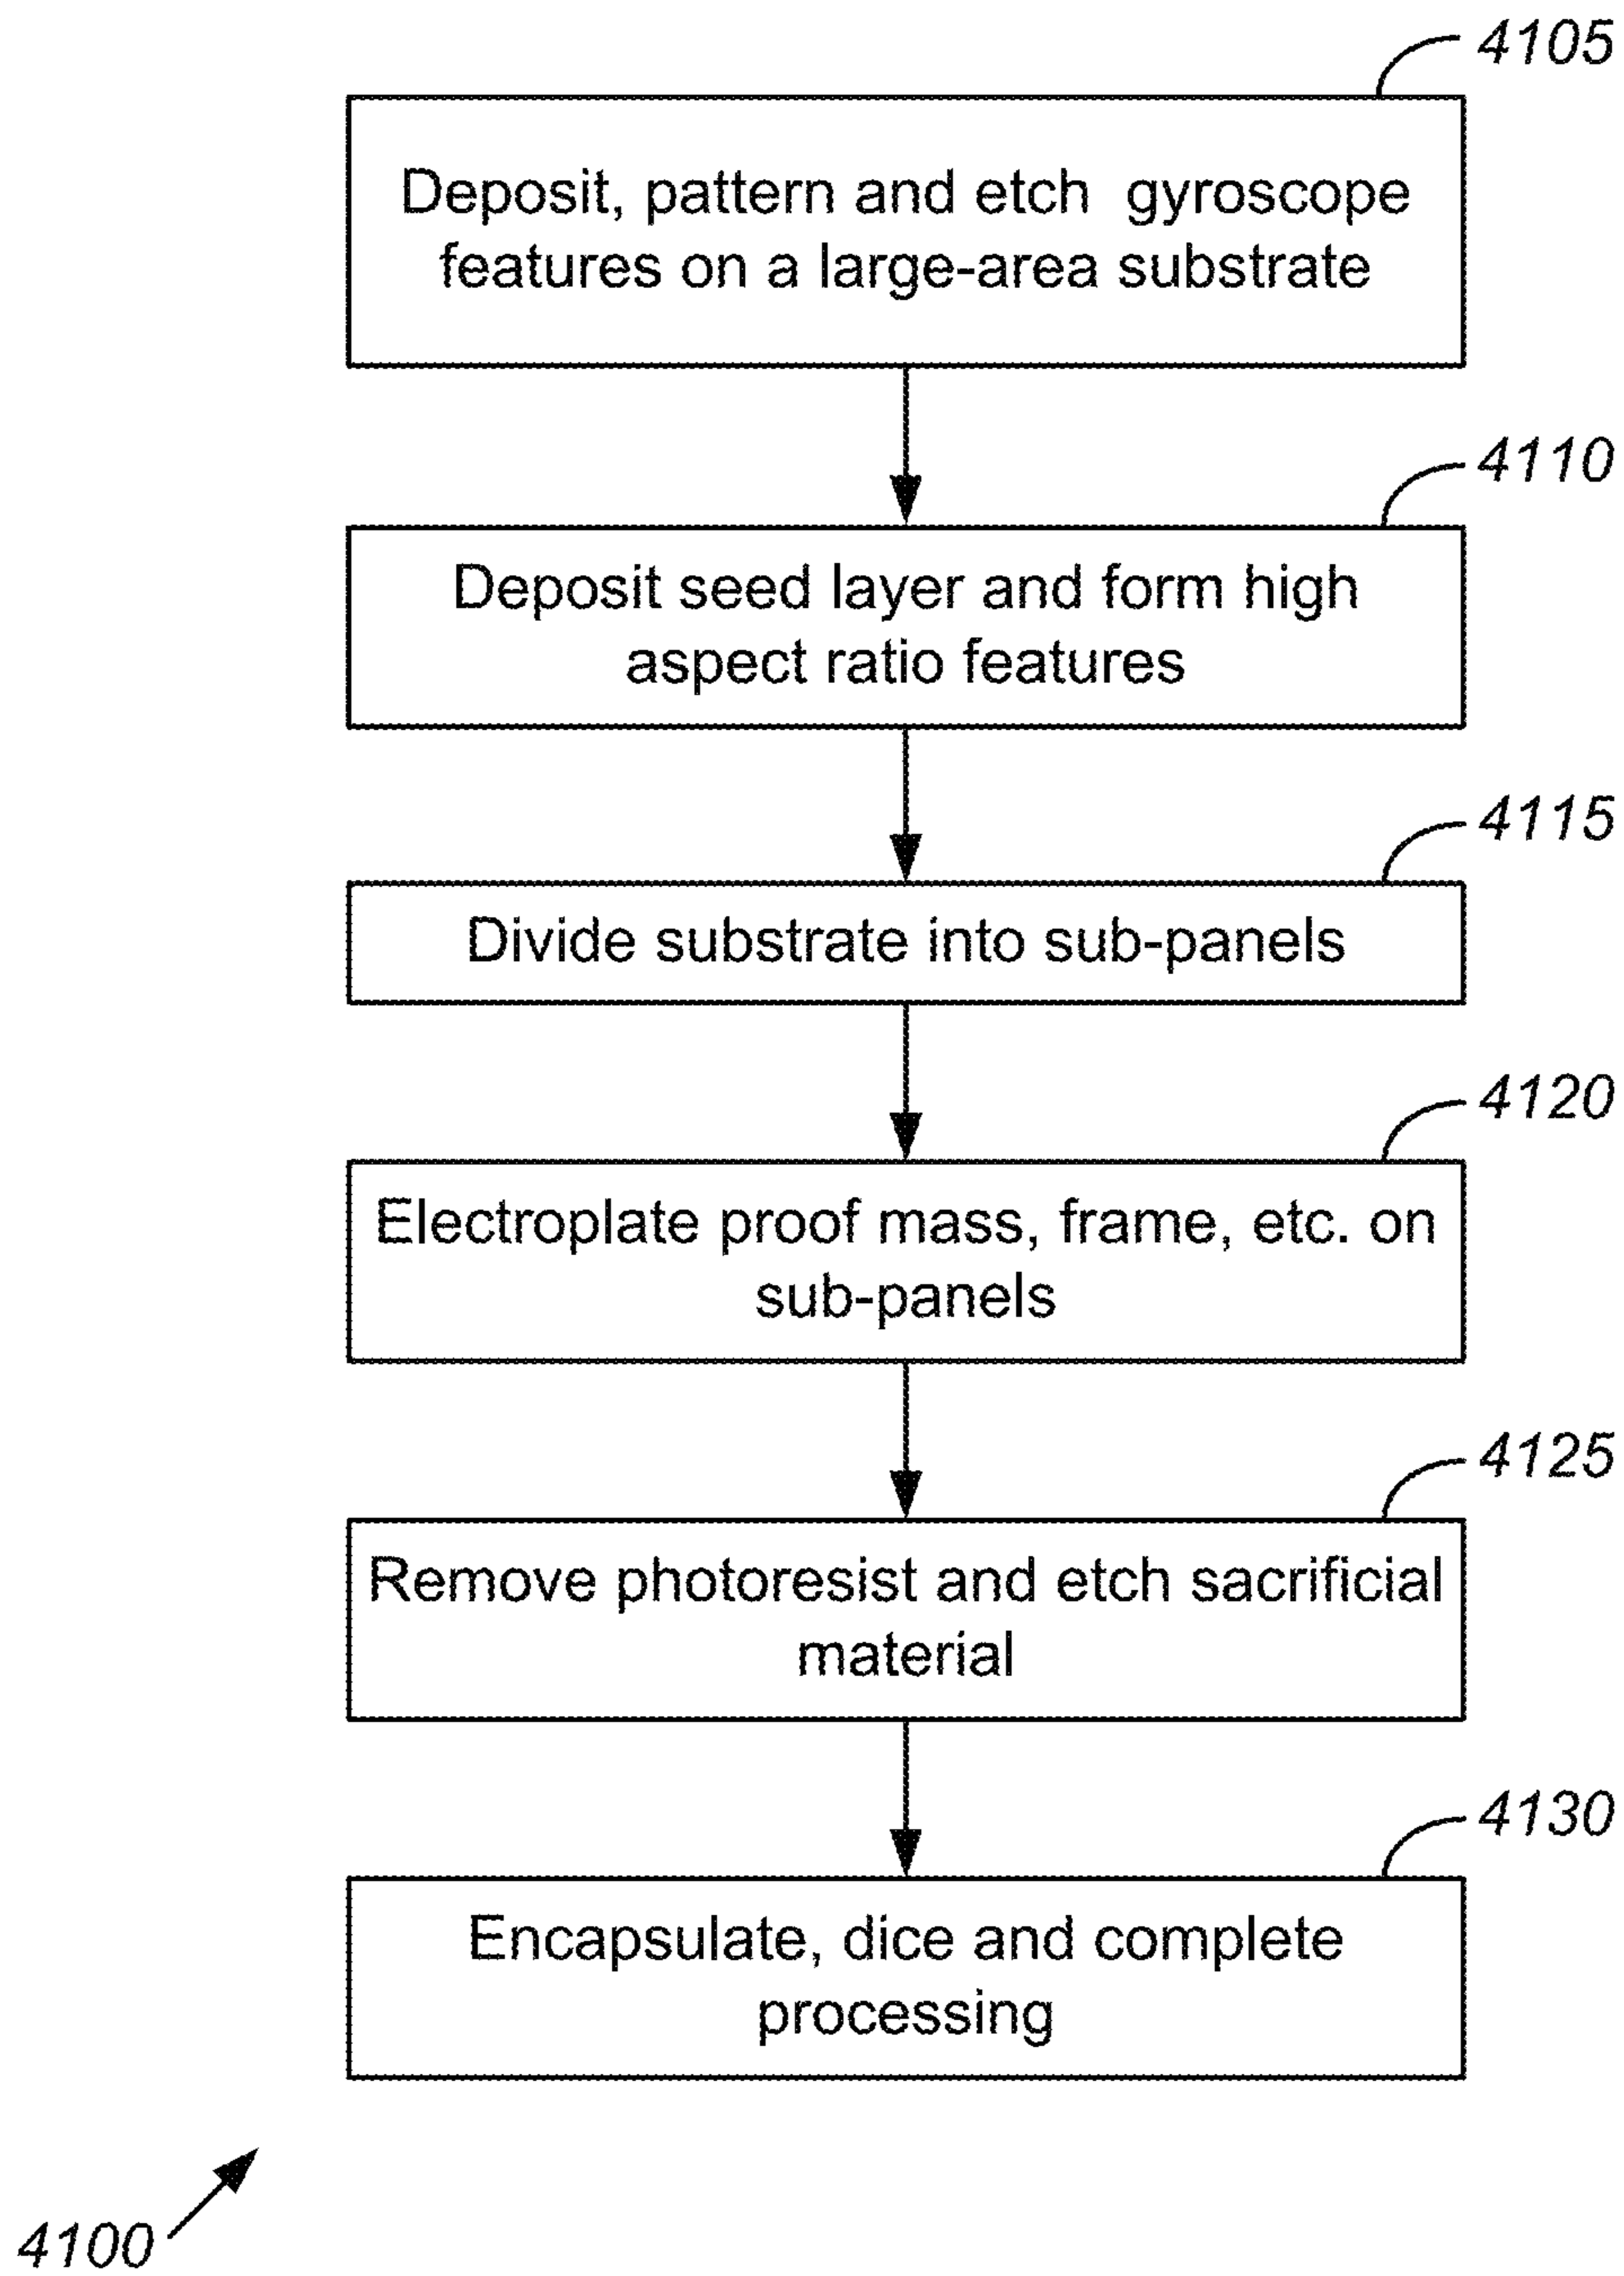 4105
Deposit, pattern and etch gyroscope
features on a large-area substrate
4110
Deposit seed layer and form high
aspect ratio features
4115
Divide substrate into sub-panels
4120
Electroplate proof mass, frame, etc. on
sub-panels
4125
Remove photoresist and etch sacrificial
material
4130
Encapsulate, dice and complete
processing
4100